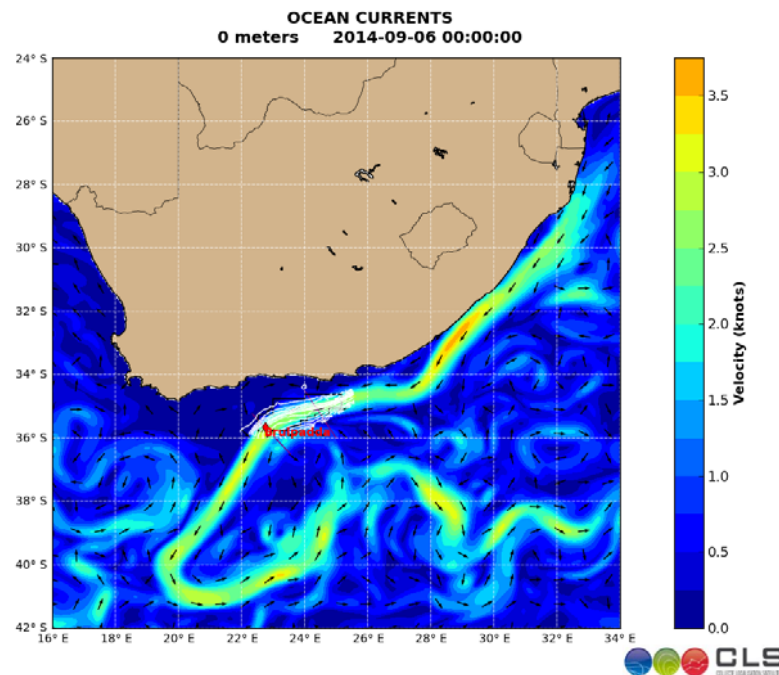 OCEAN CURRENTS
0 meters 2014-09-06 00:00:00
24° S
26° S
28° S
30° S
32° S
34° S
36° S
38° S
40° S
42° S
16° E
18° E
20° E
22° E
24° E
26° E
28° E
30° E
32° E
34° E
Brulpadda
3.5
3.0
2.5
2.0
1.5
1.0
0.5
0.0
Velocity (knots)
CLS